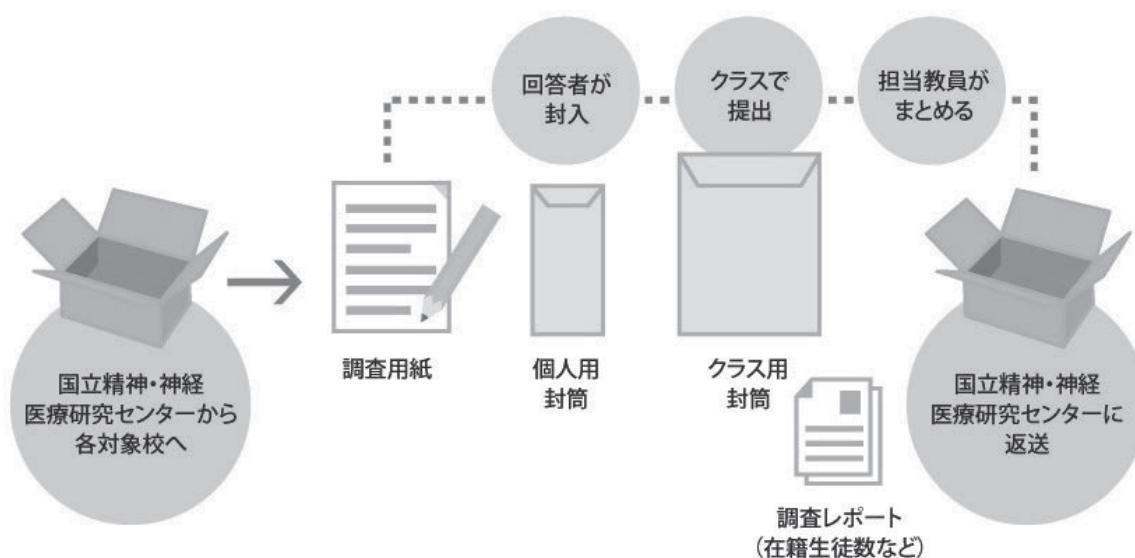 回答者が
封入
クラスで
提出
担当教員が
まとめる
国立精神・神経
医療研究センターから
各対象校へ
調査用紙
個人用
封筒
クラス用
封筒
調査レポート
(在籍生徒数など)
国立精神・神経
医療研究センターに
返送